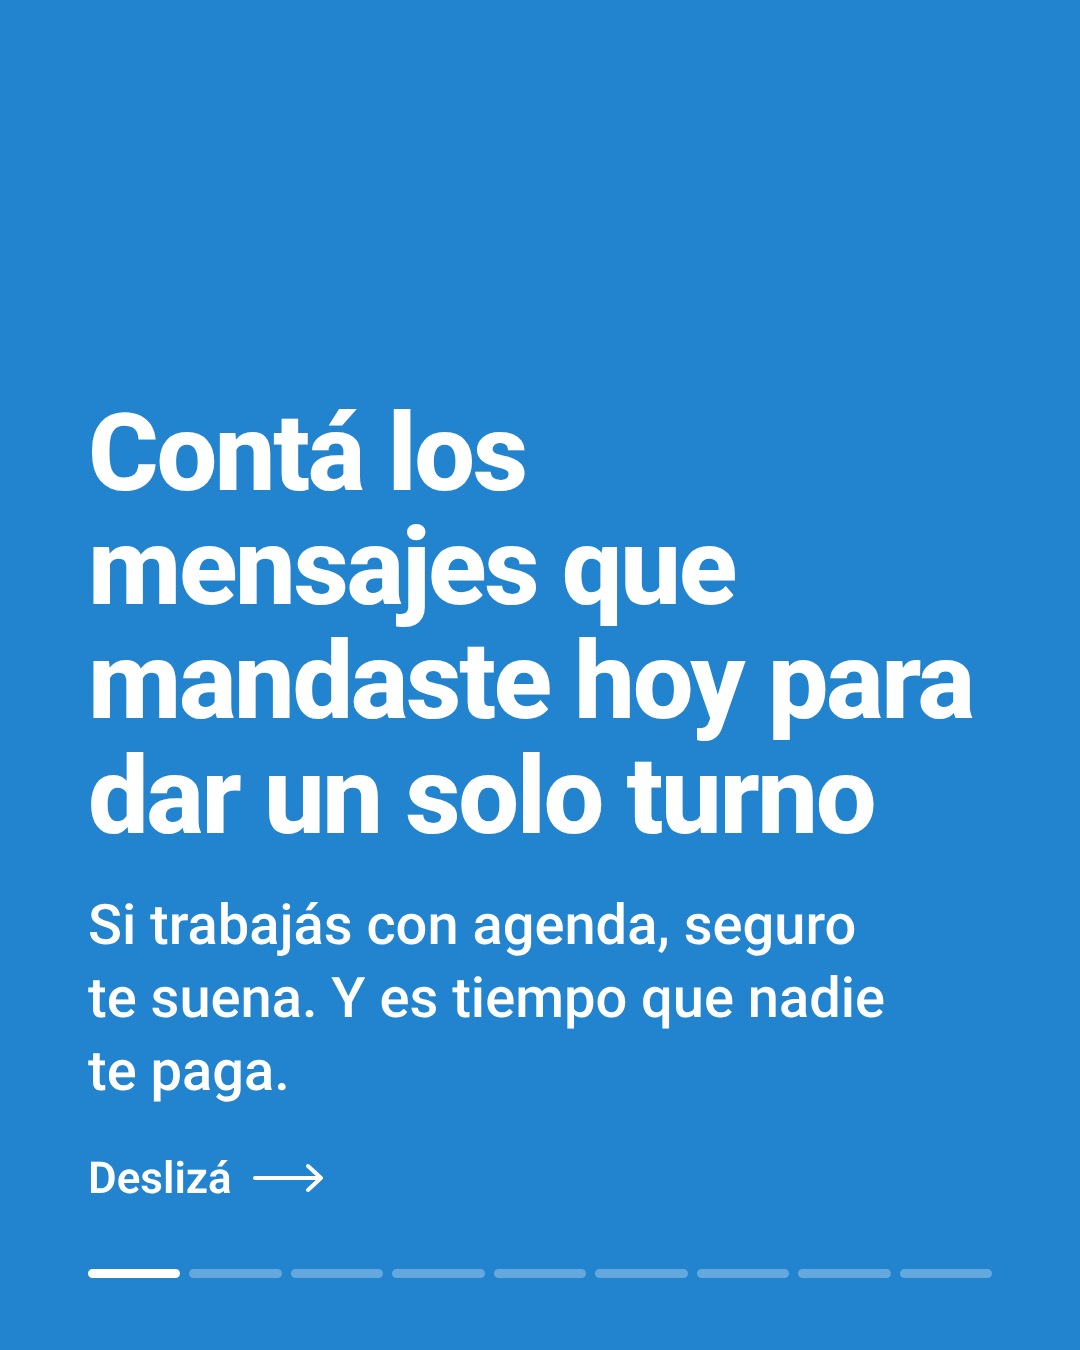 Contá los
mensajes que
mandaste hoy para
dar un solo turno
Si trabajás con agenda, seguro
te suena. Y es tiempo que nadie
te paga.
Deslizá